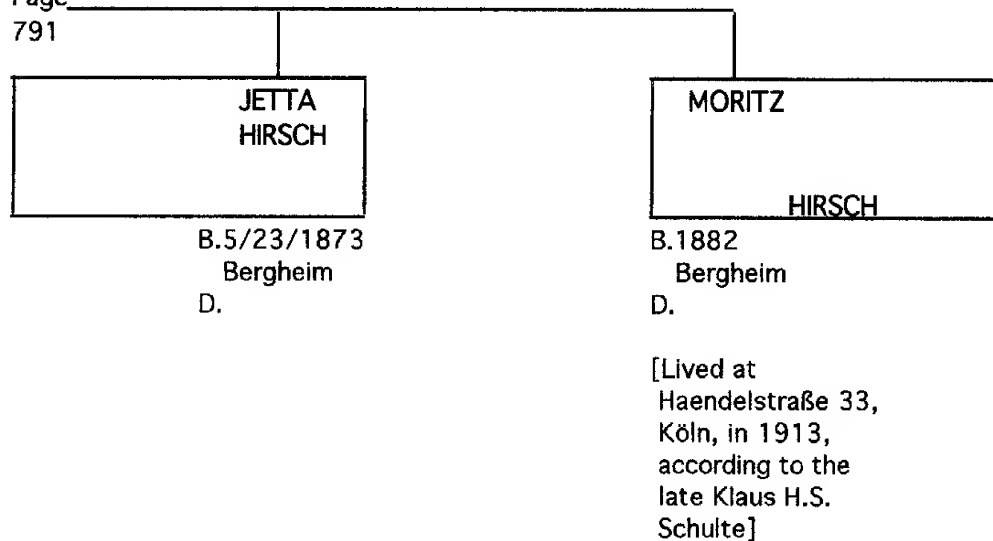 Page
791
JETTA
HIRSCH
B.5/23/1873
Bergheim
D.
MORITZ
HIRSCH
B.1882
Bergheim
D.
[Lived at
Haendelstraße 33,
Köln, in 1913,
according to the
late Klaus H.S.
Schulte]